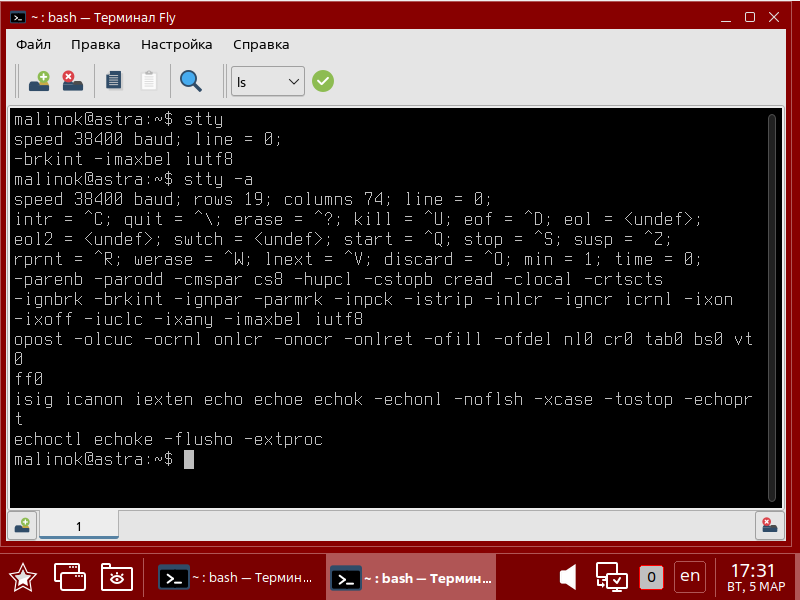 ~ : bash — Терминал Fly
Файл Правка Настройка Справка
ls
malinok@astra:~$ stty
speed 38400 baud; line = 0;
-brkint -imaxbel iutf8
malinok@astra:~$ stty -a
speed 38400 baud; rows 19; columns 74; line = 0;
intr = ^C; quit = ^\; erase = ^?; kill = ^U; eof = ^D; eol = <undef>;
eol2 = <undef>; swtch = <undef>; start = ^Q; stop = ^S; susp = ^Z;
rprnt = ^R; werase = ^W; lnext = ^V; discard = ^O; min = 1; time = 0;
-parenb -parodd -cmspar cs8 -hupcl -cstopb cread -clocal -crtscts
-ignbrk -brkint -ignpar -parmrk -inpck -istrip -inlcr -igncr icrnl -ixon
-ixoff -iuclc -ixany -imaxbel iutf8
opost -olcuc -ocrnl onlcr -onocr -onlret -ofill -ofdel nl0 cr0 tab0 bs0 vt
0
ff0
isig icanon iexten echo echoe echok -echonl -noflsh -xcase -tostop -echopr
t
echoctl echoke -flusho -extproc
malinok@astra:~$
1
~ : bash — Термин...
~ : bash — Термин...
0
en
17:31
ВТ, 5 МАР